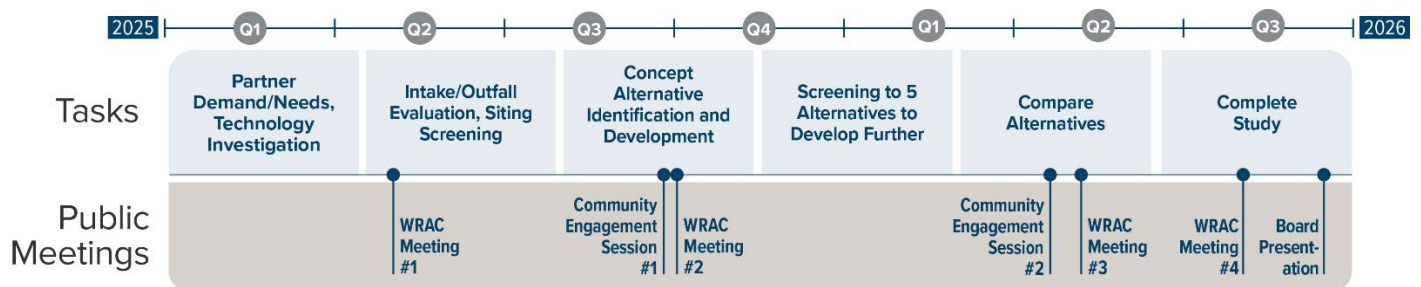 2025 Q1 Q2 Q3 Q4 Q1 Q2 Q3 2026
Tasks
Partner
Demand/Needs,
Technology
Investigation
Intake/Outfall
Evaluation, Siting
Screening
Concept
Alternative
Identification and
Development
Screening to 5
Alternatives to
Develop Further
Compare
Alternatives
Complete
Study
Public
Meetings
WRAC
Meeting
#1
Community
Engagement
Session
#1
WRAC
Meeting
#2
Community
Engagement
Session
#2
WRAC
Meeting
#3
WRAC
Meeting
#4
Board
Present-
ation